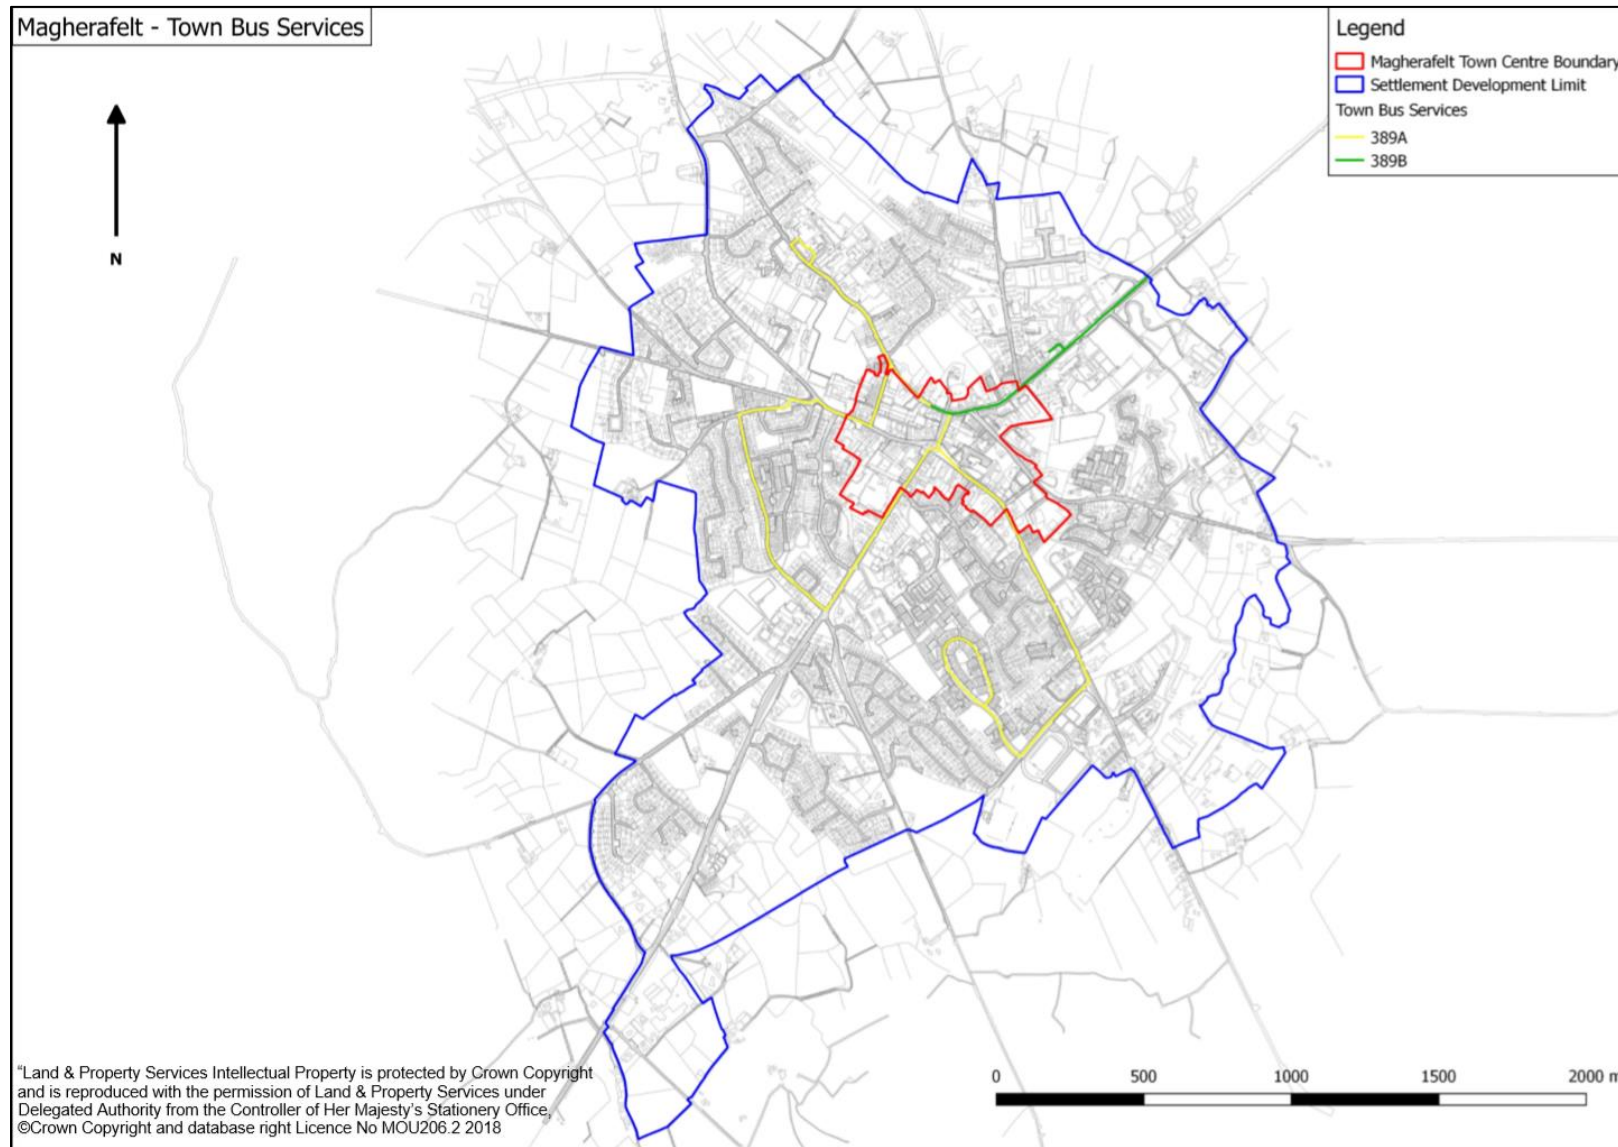 Magherafelt - Town Bus Services
Legend
Magherafelt Town Centre Boundary
Settlement Development Limit
Town Bus Services
389A
389B
N
0 500 1000 1500 2000 m
“Land & Property Services Intellectual Property is protected by Crown Copyright
and is reproduced with the permission of Land & Property Services under
Delegated Authority from the Controller of Her Majesty's Stationery Office,
©Crown Copyright and database right Licence No MOU206.2 2018